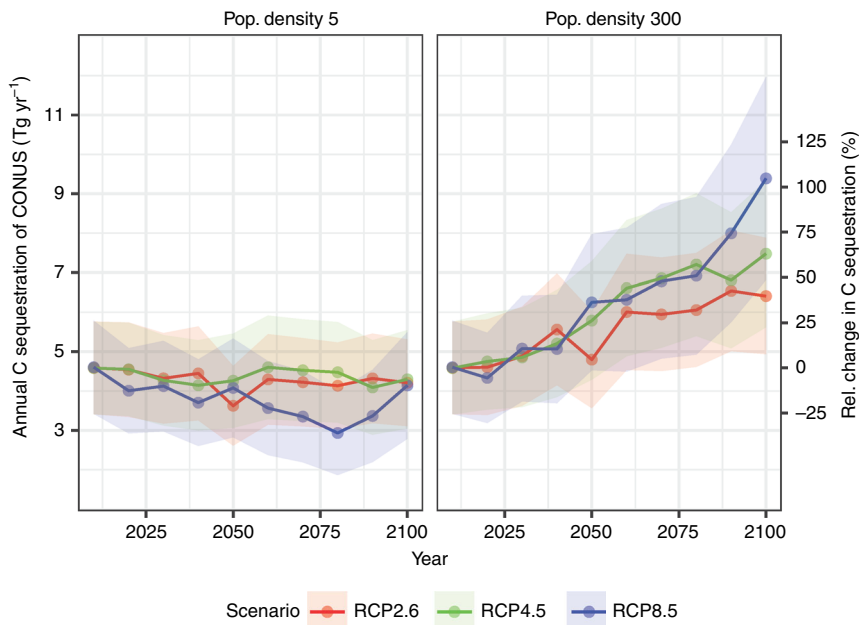 Pop. density 5
Pop. density 300
Annual C sequestration of CONUS (Tg yr−1)
11
9
7
5
3
125
100
75
50
25
0
−25
Rel. change in C sequestration (%)
2025 2050 2075 2100
2025 2050 2075 2100
Year
Scenario RCP2.6 RCP4.5 RCP8.5